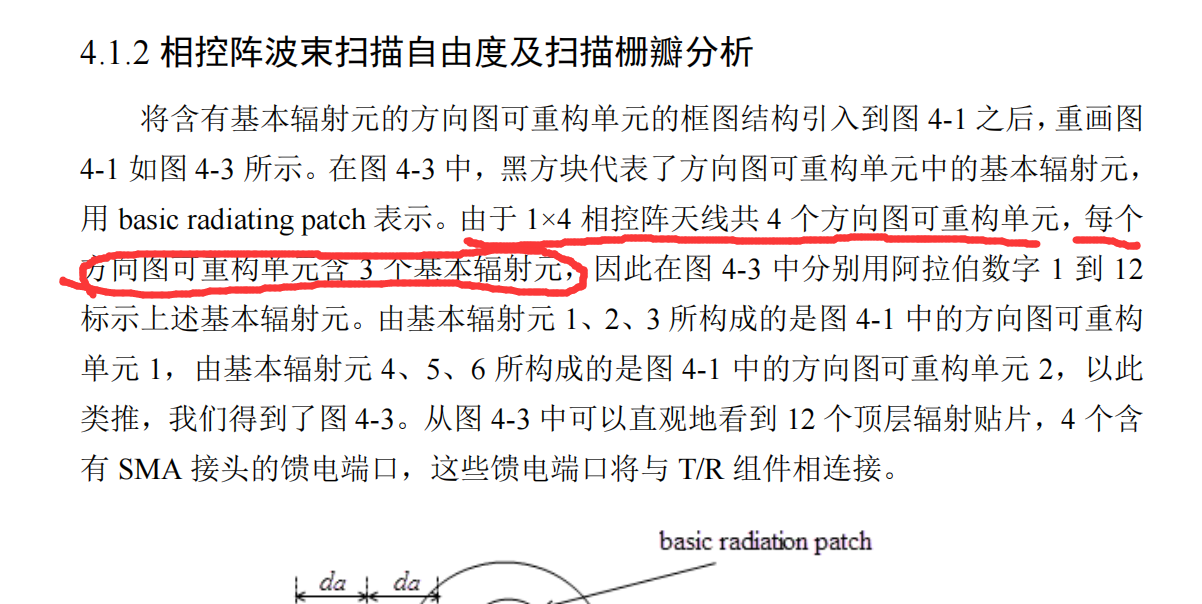 4.1.2 相控阵波束扫描自由度及扫描栅瓣分析
将含有基本辐射元的方向图可重构单元的框图结构引入到图 4-1 之后，重画图
4-1 如图 4-3 所示。在图 4-3 中，黑方块代表了方向图可重构单元中的基本辐射元，
用 basic radiating patch 表示。由于 1×4 相控阵天线共 4 个方向图可重构单元，每个
方向图可重构单元含 3 个基本辐射元，因此在图 4-3 中分别用阿拉伯数字 1 到 12
标示上述基本辐射元。由基本辐射元 1、2、3 所构成的是图 4-1 中的方向图可重构
单元 1，由基本辐射元 4、5、6 所构成的是图 4-1 中的方向图可重构单元 2，以此
类推，我们得到了图 4-3。从图 4-3 中可以直观地看到 12 个顶层辐射贴片，4 个含
有 SMA 接头的馈电端口，这些馈电端口将与 T/R 组件相连接。
basic radiation patch
da da